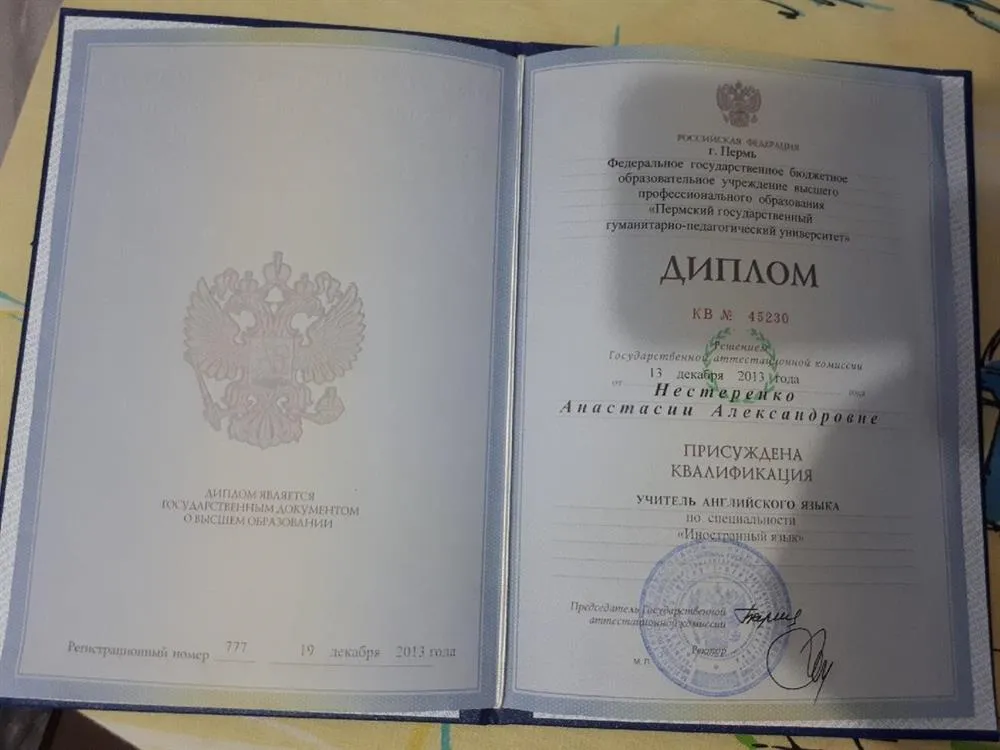 ДИПЛОМ ЯВЛЯЕТСЯ
ГОСУДАРСТВЕННЫМ ДОКУМЕНТОМ
О ВЫСШЕМ ОБРАЗОВАНИИ
Регистрационный номер 777 19 декабря 2013 года
РОССИЙСКАЯ ФЕДЕРАЦИЯ
г. Пермь
Федеральное государственное бюджетное
образовательное учреждение высшего
профессионального образования
«Пермский государственный
гуманитарно-педагогический университет»
ДИПЛОМ
КВ № 45230
Решением
Государственной аттестационной комиссии
от 13 декабря 2013 года года
Нестеренко
Анастасии Александровне
ПРИСУЖДЕНА
КВАЛИФИКАЦИЯ
УЧИТЕЛЬ АНГЛИЙСКОГО ЯЗЫКА
по специальности
«Иностранный язык»
Председатель Государственной
аттестационной комиссии
Ректор
М.П.